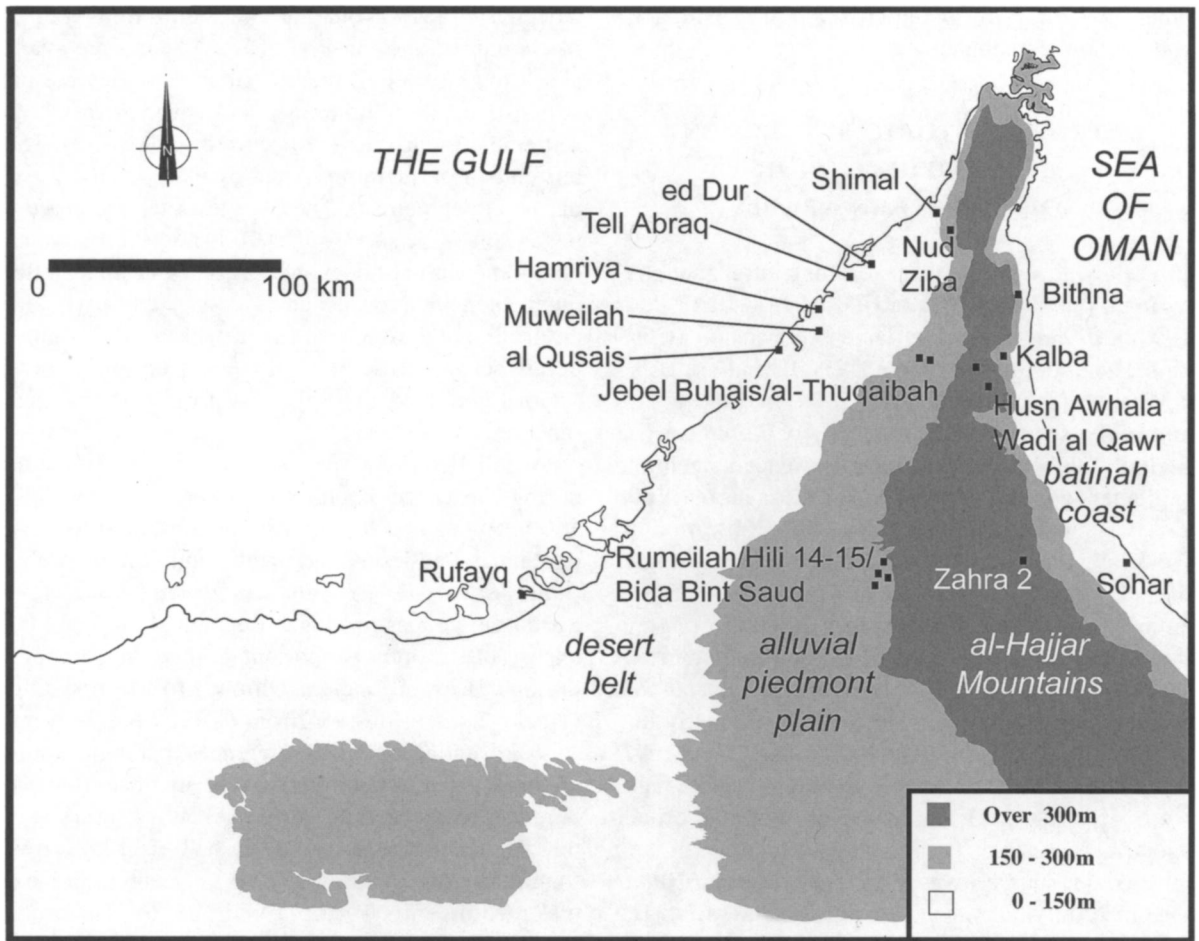 N
THE GULF
SEA
OF
OMAN
0
100 km
Shimal
ed Dur
Tell Abraq
Hamriya
Muweilah
al Qusais
Nud
Ziba
Bithna
Kalba
Jebel Buhais/al-Thuqaibah
Husn Awhala
Wadi al Qawr
batinah
coast
Rufayq
Rumeilah/Hili 14-15/
Bida Bint Saud
Zahra 2
Sohar
desert
belt
alluvial
piedmont
plain
al-Hajjar
Mountains
Over 300m
150 - 300m
0 - 150m